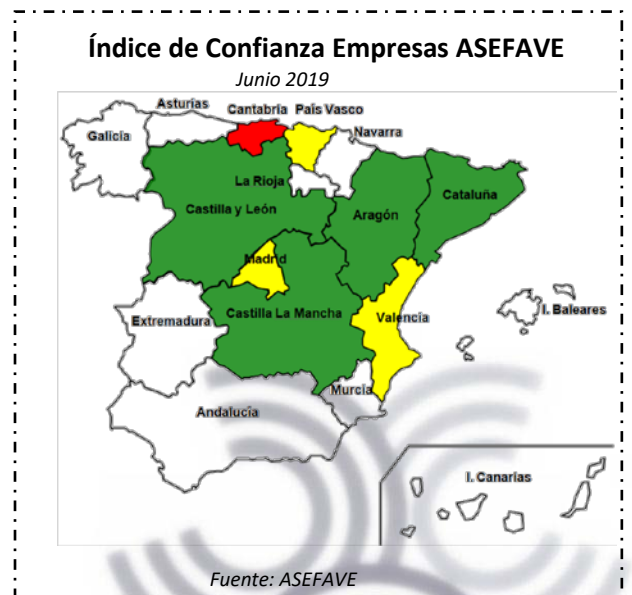 Índice de Confianza Empresas ASEFAVE
Junio 2019
Asturias Cantabria País Vasco
Galicia Navarra
La Rioja
Castilla y León Aragón Cataluña
Madrid
Extremadura Castilla La Mancha Valencia I. Baleares
Murcia
Andalucía
I. Canarias
Fuente: ASEFAVE